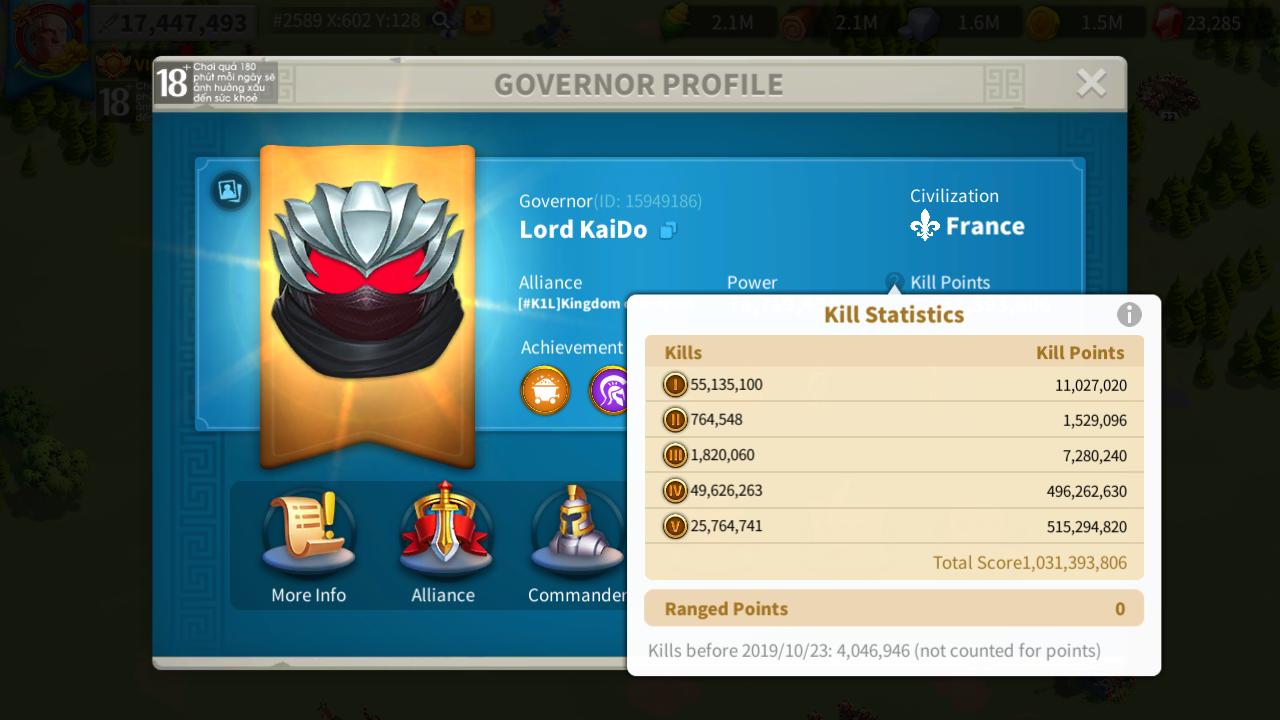 17,447,493
#2589 X:602 Y:128
2.1M
2.1M
1.6M
1.5M
23,285
18+
Chơi quá 180
phút mỗi ngày sẽ
ảnh hưởng xấu
đến sức khoẻ
GOVERNOR PROFILE
18
22
Governor(ID: 15949186)
Lord KaiDo
Civilization
France
Alliance
[#K1L]Kingdom
Power
Kill Points
Achievement
More Info
Alliance
Commander
Kill Statistics
Kills Kill Points
I 55,135,100 11,027,020
II 764,548 1,529,096
III 1,820,060 7,280,240
IV 49,626,263 496,262,630
V 25,764,741 515,294,820
Total Score1,031,393,806
Ranged Points 0
Kills before 2019/10/23: 4,046,946 (not counted for points)